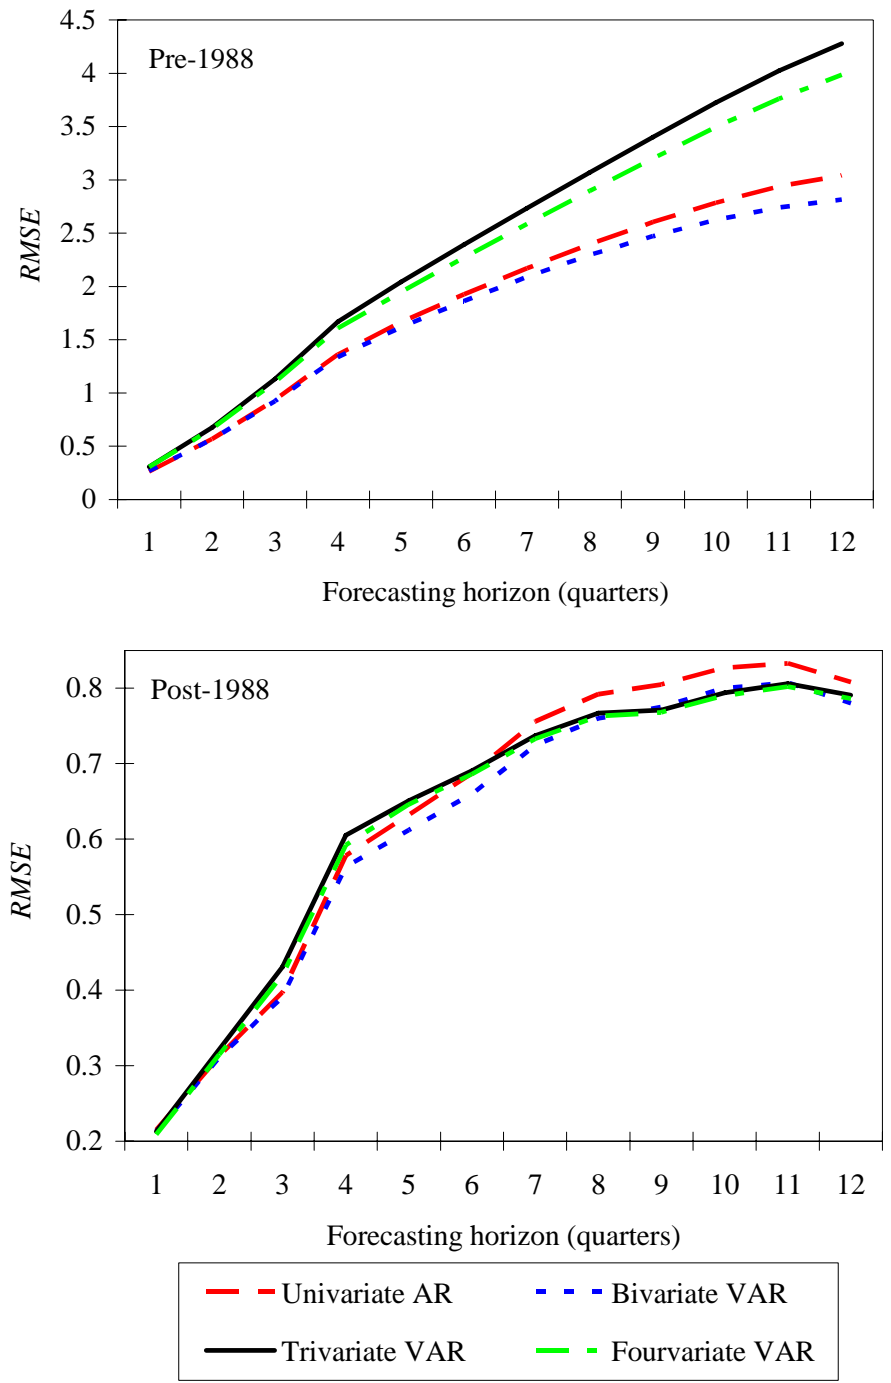 4.5
Pre-1988
4
3.5
3
2.5
2
1.5
1
0.5
0
RMSE
1 2 3 4 5 6 7 8 9 10 11 12
Forecasting horizon (quarters)
Post-1988
0.8
0.7
0.6
0.5
0.4
0.3
0.2
RMSE
1 2 3 4 5 6 7 8 9 10 11 12
Forecasting horizon (quarters)
Univariate AR Bivariate VAR
Trivariate VAR Fourvariate VAR